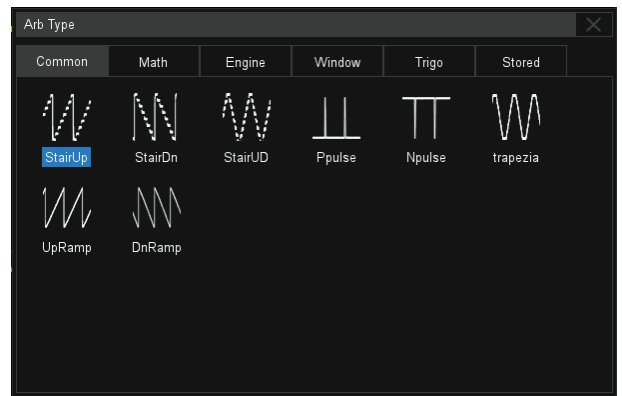 Arb Type
Common Math Engine Window Trigo Stored
StairUp StairDn StairUD Ppulse Npulse trapezia
UpRamp DnRamp